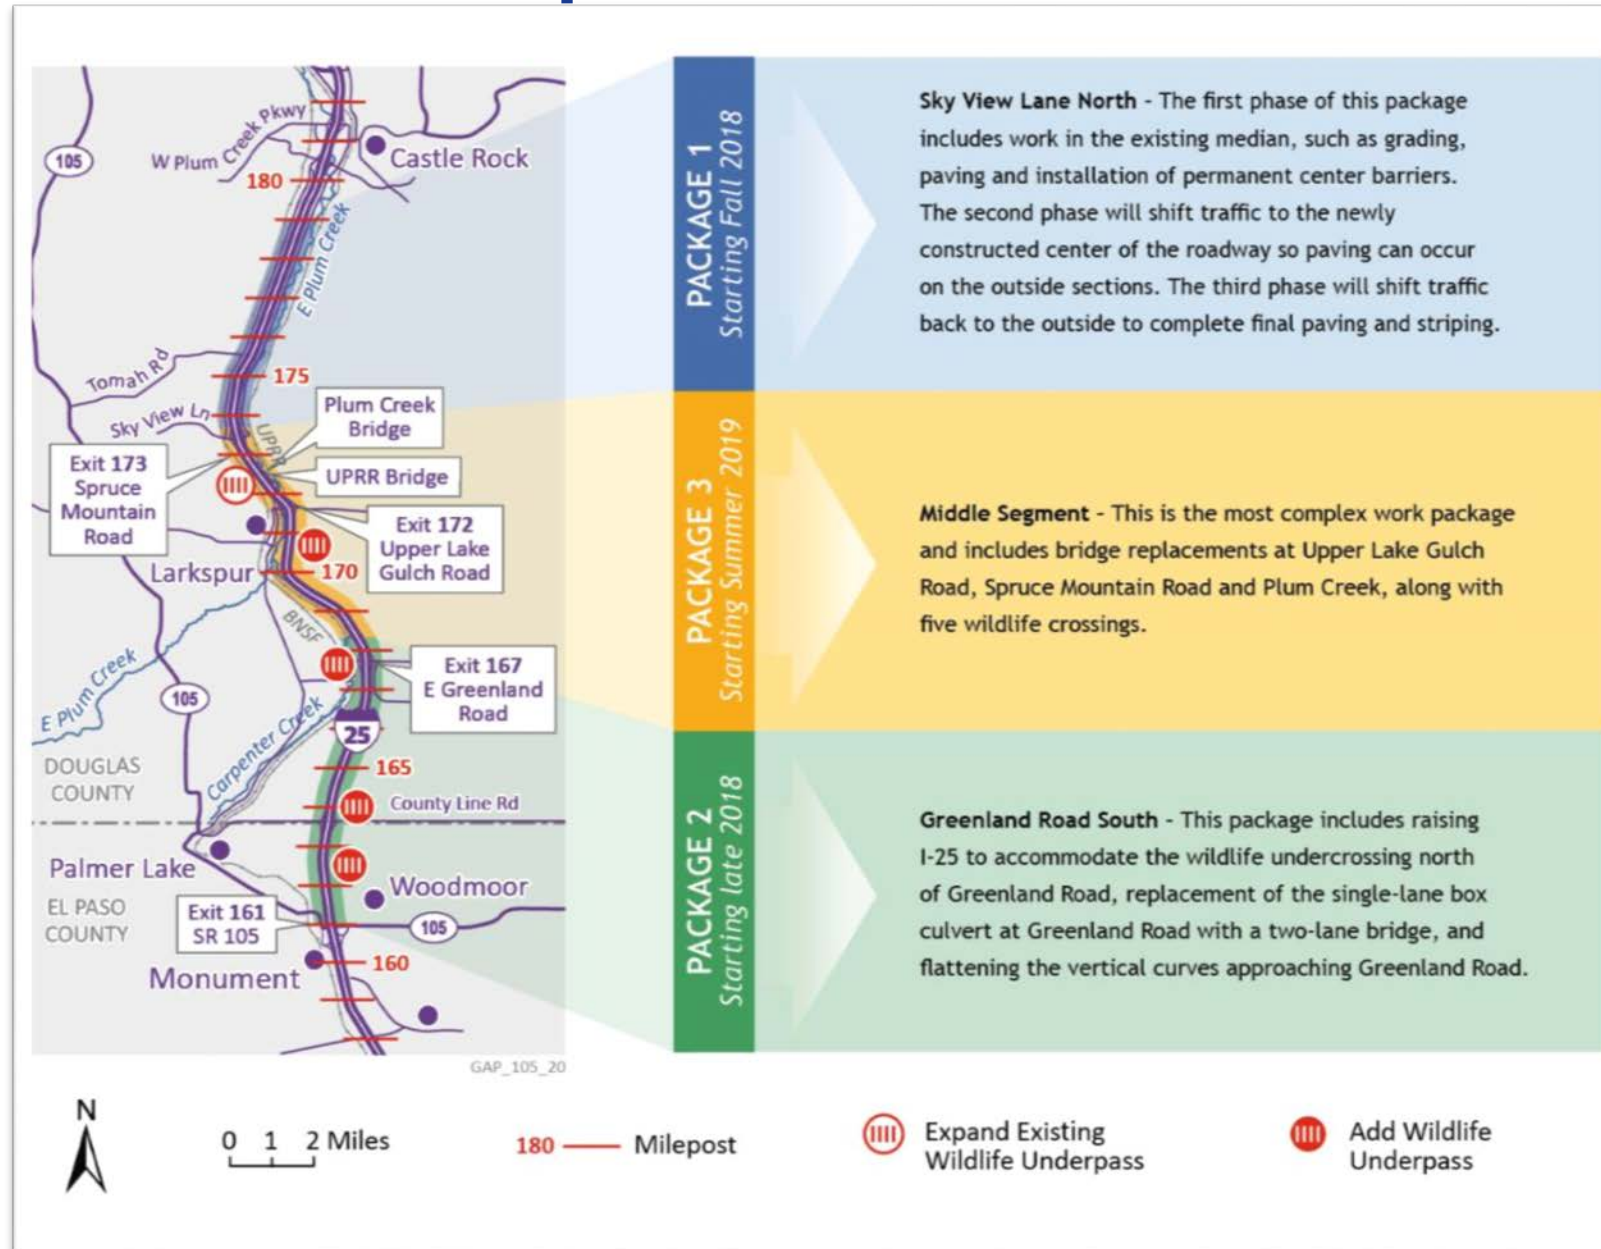 W Plum Creek Pkwy
105
Castle Rock
180
E Plum Creek
Tomah Rd
175
Sky View Ln
UPRR
Plum Creek
Bridge
Exit 173
Spruce
Mountain
Road
UPRR Bridge
Exit 172
Upper Lake
Gulch Road
Larkspur
170
BNSF
E Plum Creek
105
Carpenter Creek
Exit 167
E Greenland
Road
25
DOUGLAS
COUNTY
165
County Line Rd
Palmer Lake
Woodmoor
EL PASO
COUNTY
Exit 161
SR 105
105
Monument
160
GAP_105_20
PACKAGE 1
Starting Fall 2018
Sky View Lane North - The first phase of this package
includes work in the existing median, such as grading,
paving and installation of permanent center barriers.
The second phase will shift traffic to the newly
constructed center of the roadway so paving can occur
on the outside sections. The third phase will shift traffic
back to the outside to complete final paving and striping.
PACKAGE 3
Starting Summer 2019
Middle Segment - This is the most complex work package
and includes bridge replacements at Upper Lake Gulch
Road, Spruce Mountain Road and Plum Creek, along with
five wildlife crossings.
PACKAGE 2
Starting late 2018
Greenland Road South - This package includes raising
I-25 to accommodate the wildlife undercrossing north
of Greenland Road, replacement of the single-lane box
culvert at Greenland Road with a two-lane bridge, and
flattening the vertical curves approaching Greenland Road.
N
0 1 2 Miles
180 Milepost
Expand Existing
Wildlife Underpass
Add Wildlife
Underpass